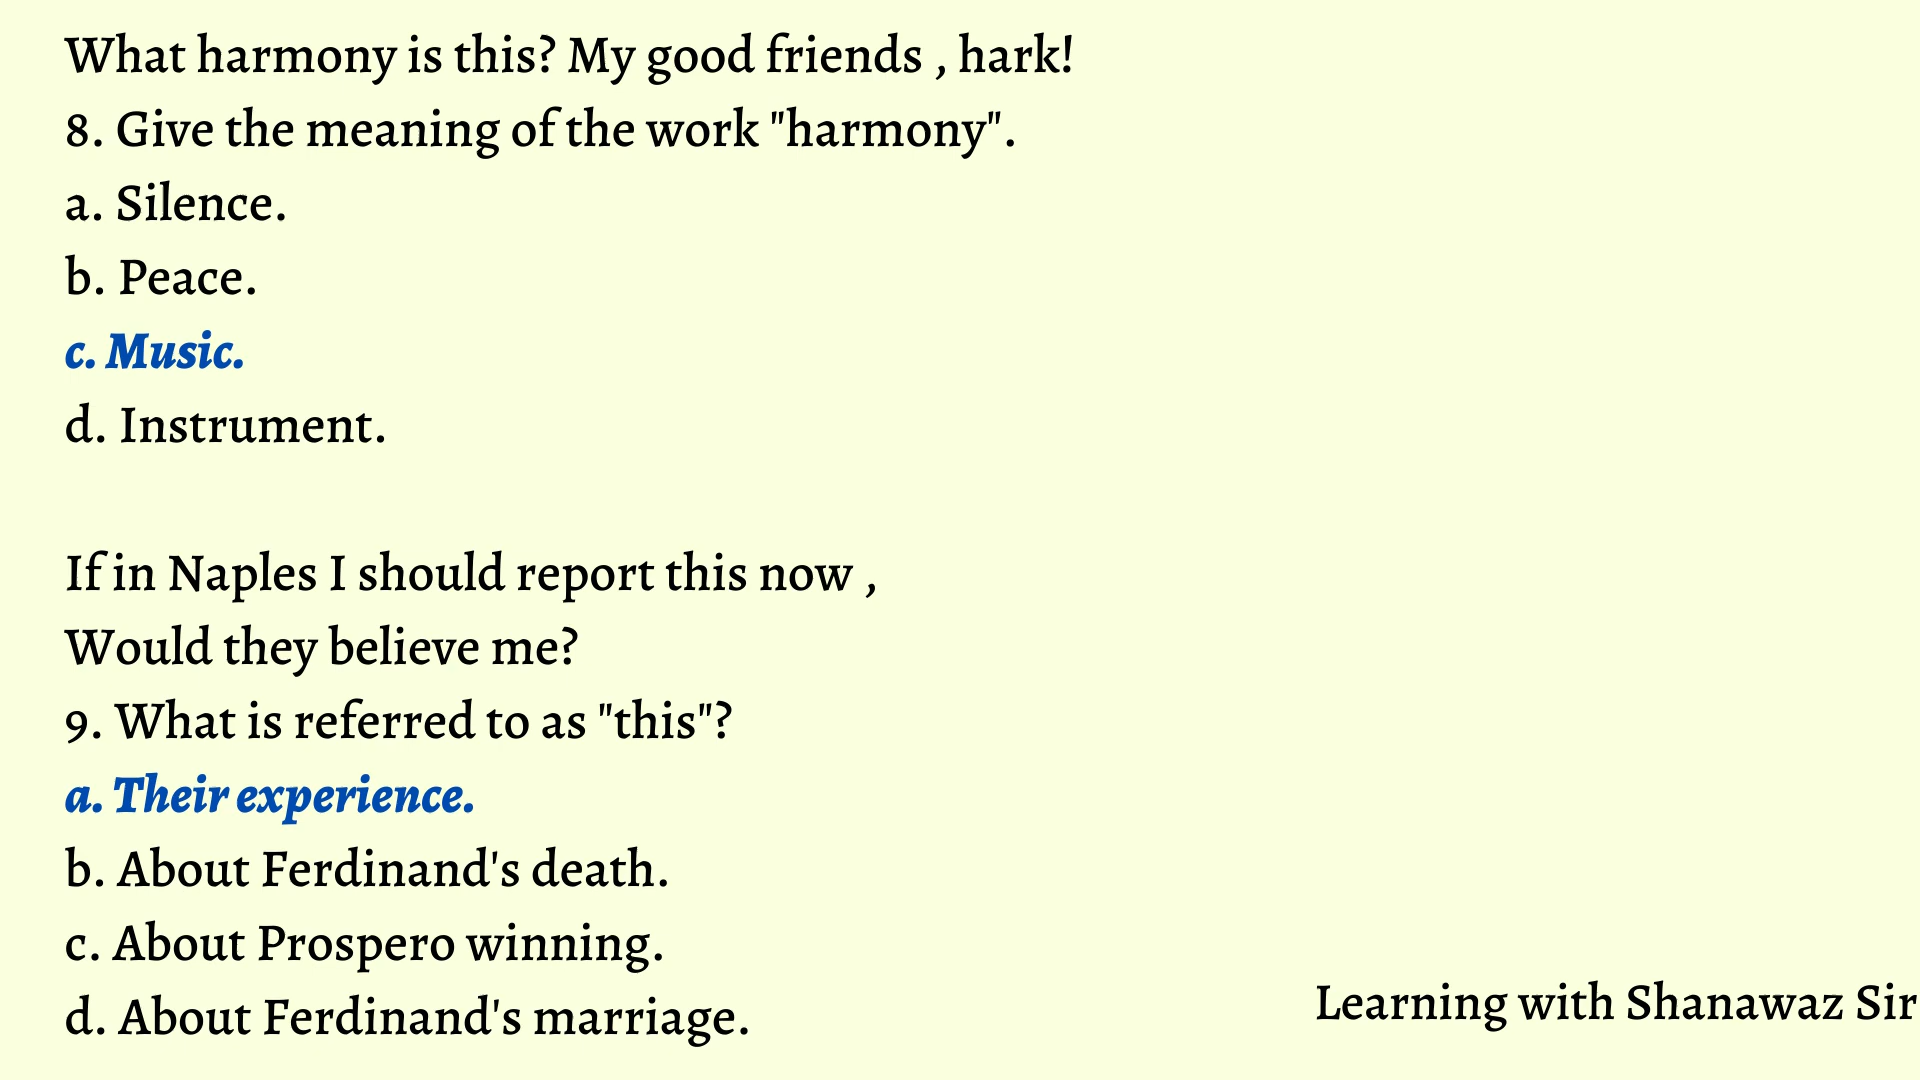 What harmony is this? My good friends , hark!
8. Give the meaning of the work "harmony".
a. Silence.
b. Peace.
c. Music.
d. Instrument.
If in Naples I should report this now ,
Would they believe me?
9. What is referred to as "this"?
a. Their experience.
b. About Ferdinand's death.
c. About Prospero winning.
d. About Ferdinand's marriage.
Learning with Shanawaz Sir